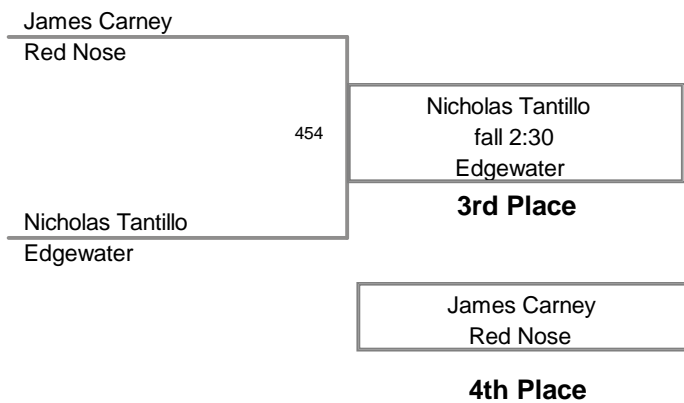 James Carney
Red Nose
454
Nicholas Tantillo
fall 2:30
Edgewater
3rd Place
Nicholas Tantillo
Edgewater
James Carney
Red Nose
4th Place